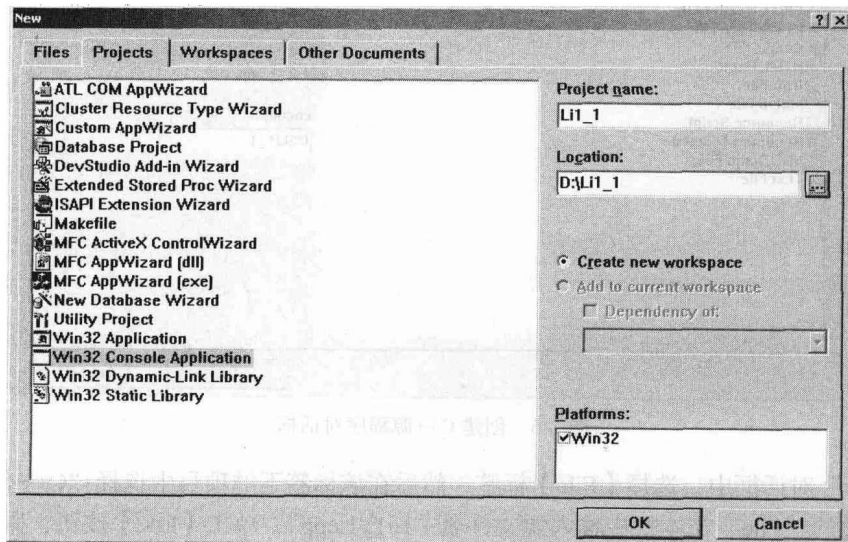 New
Files Projects Workspaces Other Documents
ATL COM AppWizard
Cluster Resource Type Wizard
Custom AppWizard
Database Project
DevStudio Add-in Wizard
Extended Stored Proc Wizard
ISAPI Extension Wizard
Makefile
MFC ActiveX ControlWizard
MFC AppWizard (dll)
MFC AppWizard (exe)
New Database Wizard
Utility Project
Win32 Application
Win32 Console Application
Win32 Dynamic-Link Library
Win32 Static Library
Project name:
Li1_1
Location:
D:\Li1_1
...
Create new workspace
Add to current workspace
Dependency of:
Platforms:
Win32
OK Cancel